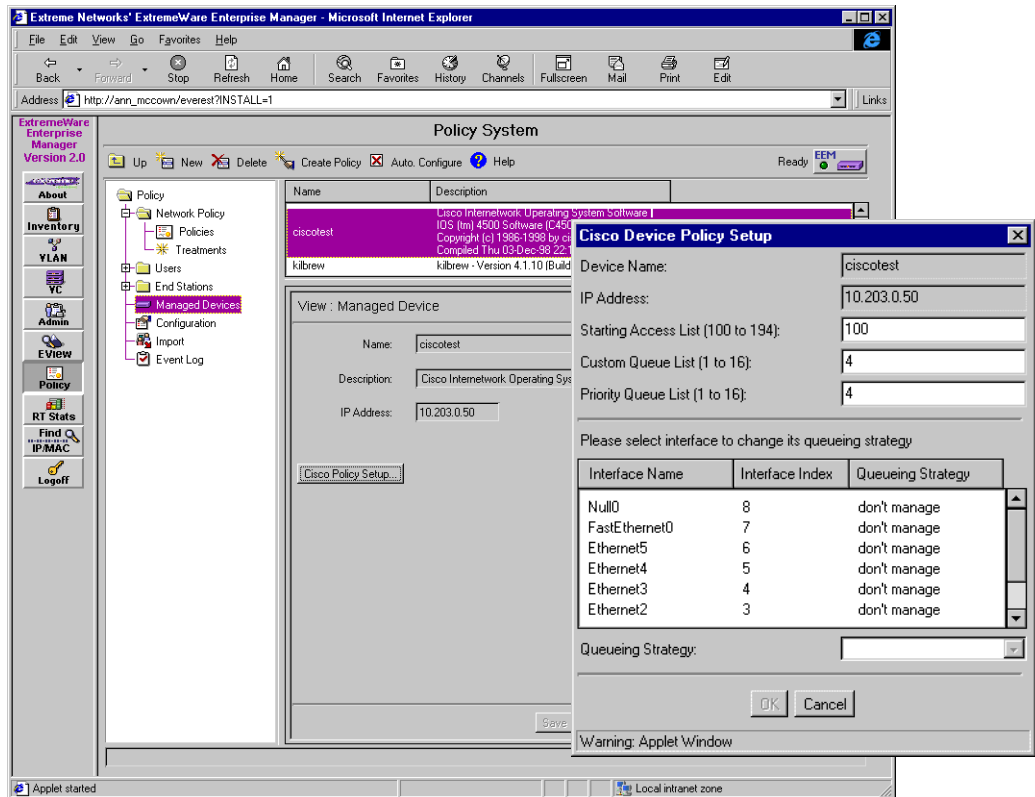 Extreme Networks' ExtremeWare Enterprise Manager - Microsoft Internet Explorer
File Edit View Go Favorites Help
Back Forward Stop Refresh Home Search Favorites History Channels Fullscreen Mail Print Edit
Address http://ann_mccown/everest?INSTALL=1 Links
ExtremeWare
Enterprise
Manager
Version 2.0
Policy System
Up New Delete Create Policy Auto. Configure Help Ready EEM
About
Inventory
VLAN
VC
Admin
EView
Policy
RT Stats
Find
IP/MAC
Logoff
Policy
Network Policy
Policies
Treatments
Users
End Stations
Managed Devices
Configuration
Import
Event Log
Name Description
ciscotest
Cisco Internetwork Operating System Software
IOS (tm) 4500 Software (C450
Copyright (c) 1986-1998 by ci
Compiled Thu 03-Dec-98 22:1
kilbrew kilbrew - Version 4.1.10 (Build
View : Managed Device
Name: ciscotest
Description: Cisco Internetwork Operating Sys
IP Address: 10.203.0.50
Cisco Policy Setup...
Save
Cisco Device Policy Setup
Device Name: ciscotest
IP Address: 10.203.0.50
Starting Access List (100 to 194): 100
Custom Queue List (1 to 16): 4
Priority Queue List (1 to 16): 4
Please select interface to change its queueing strategy
Interface Name Interface Index Queueing Strategy
Null0 8 don't manage
FastEthernet0 7 don't manage
Ethernet5 6 don't manage
Ethernet4 5 don't manage
Ethernet3 4 don't manage
Ethernet2 3 don't manage
Queueing Strategy:
OK Cancel
Warning: Applet Window
Applet started Local intranet zone